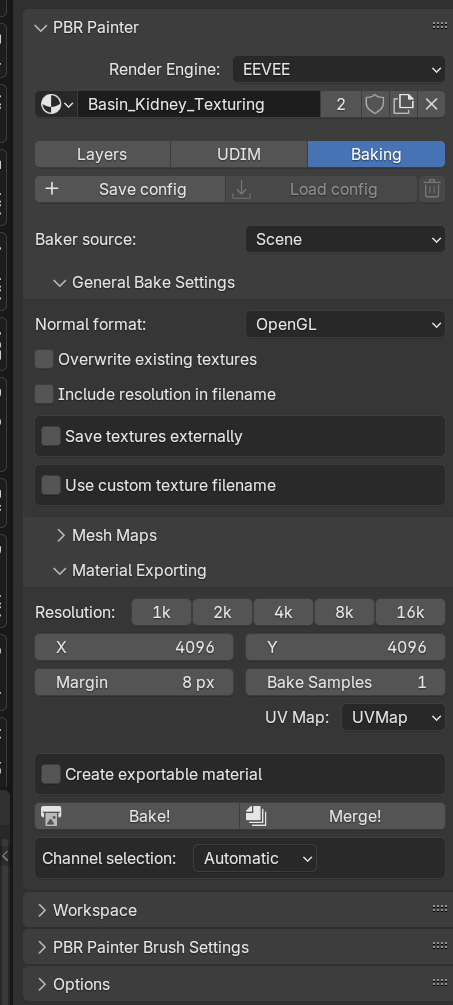 PBR Painter
Render Engine: EEVEE
Basin_Kidney_Texturing 2
Layers UDIM Baking
Save config Load config
Baker source: Scene
General Bake Settings
Normal format: OpenGL
Overwrite existing textures
Include resolution in filename
Save textures externally
Use custom texture filename
Mesh Maps
Material Exporting
Resolution: 1k 2k 4k 8k 16k
X 4096 Y 4096
Margin 8 px Bake Samples 1
UV Map: UVMap
Create exportable material
Bake! Merge!
Channel selection: Automatic
Workspace
PBR Painter Brush Settings
Options